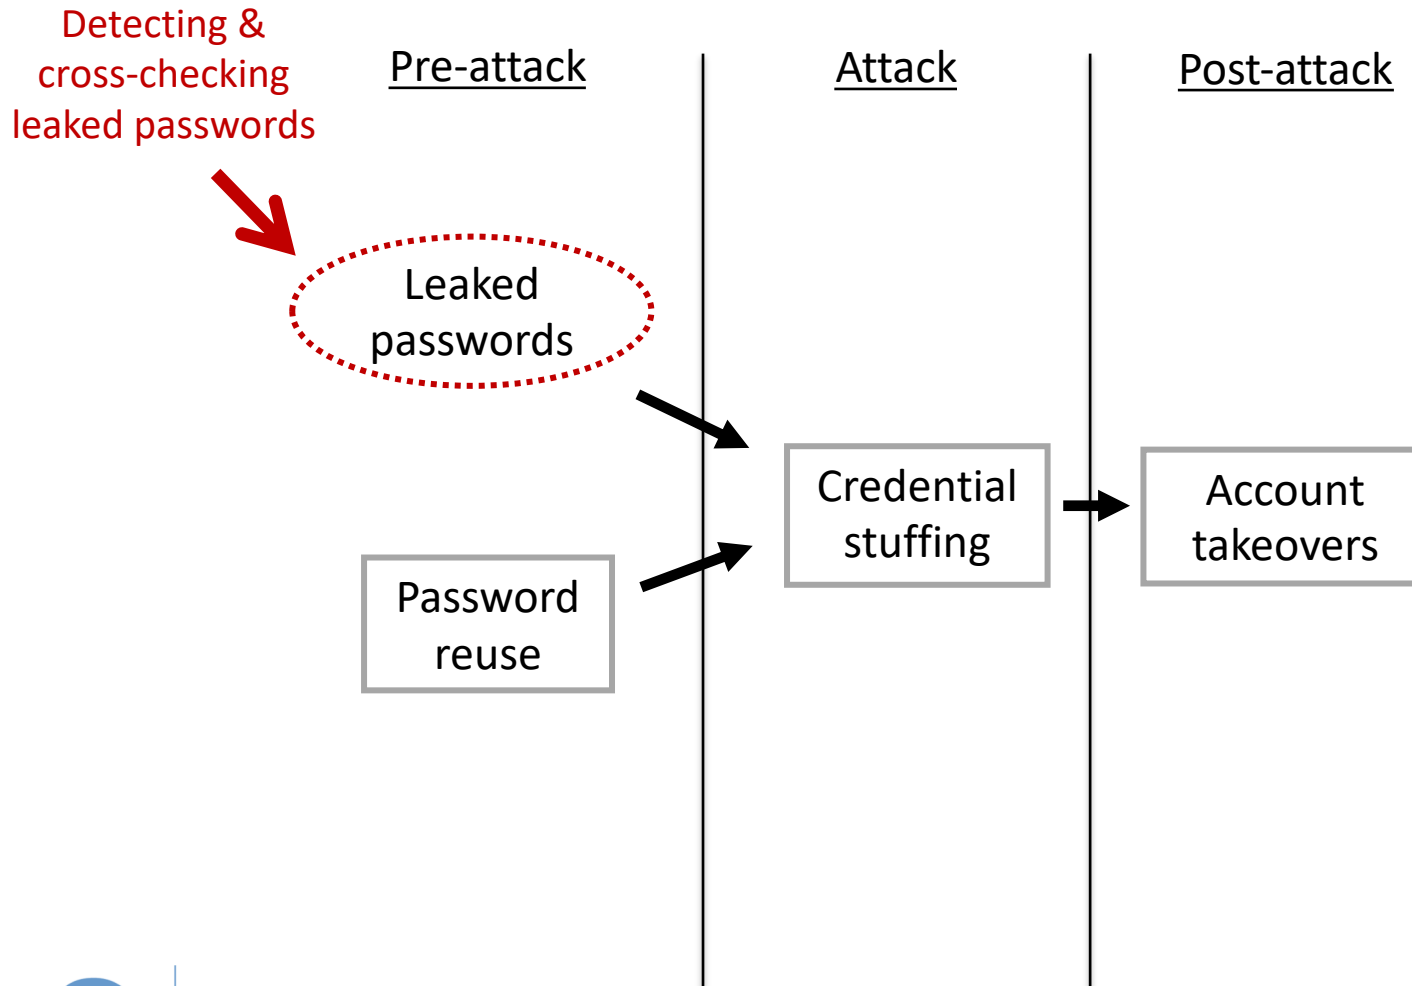 Detecting &
cross-checking
leaked passwords
Pre-attack
Attack
Post-attack
Leaked
passwords
Credential
stuffing
Account
takeovers
Password
reuse